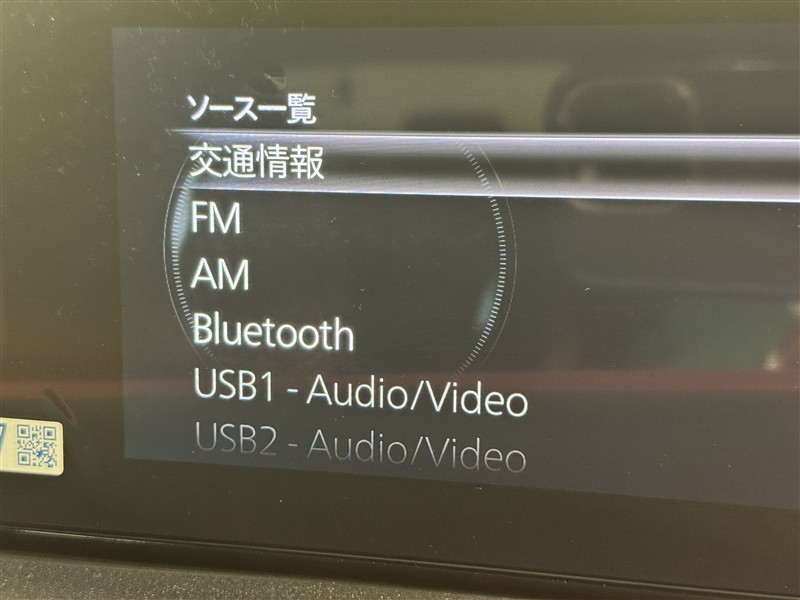 ソース一覧
交通情報
FM
AM
Bluetooth
USB1 - Audio/Video
USB2 - Audio/Video